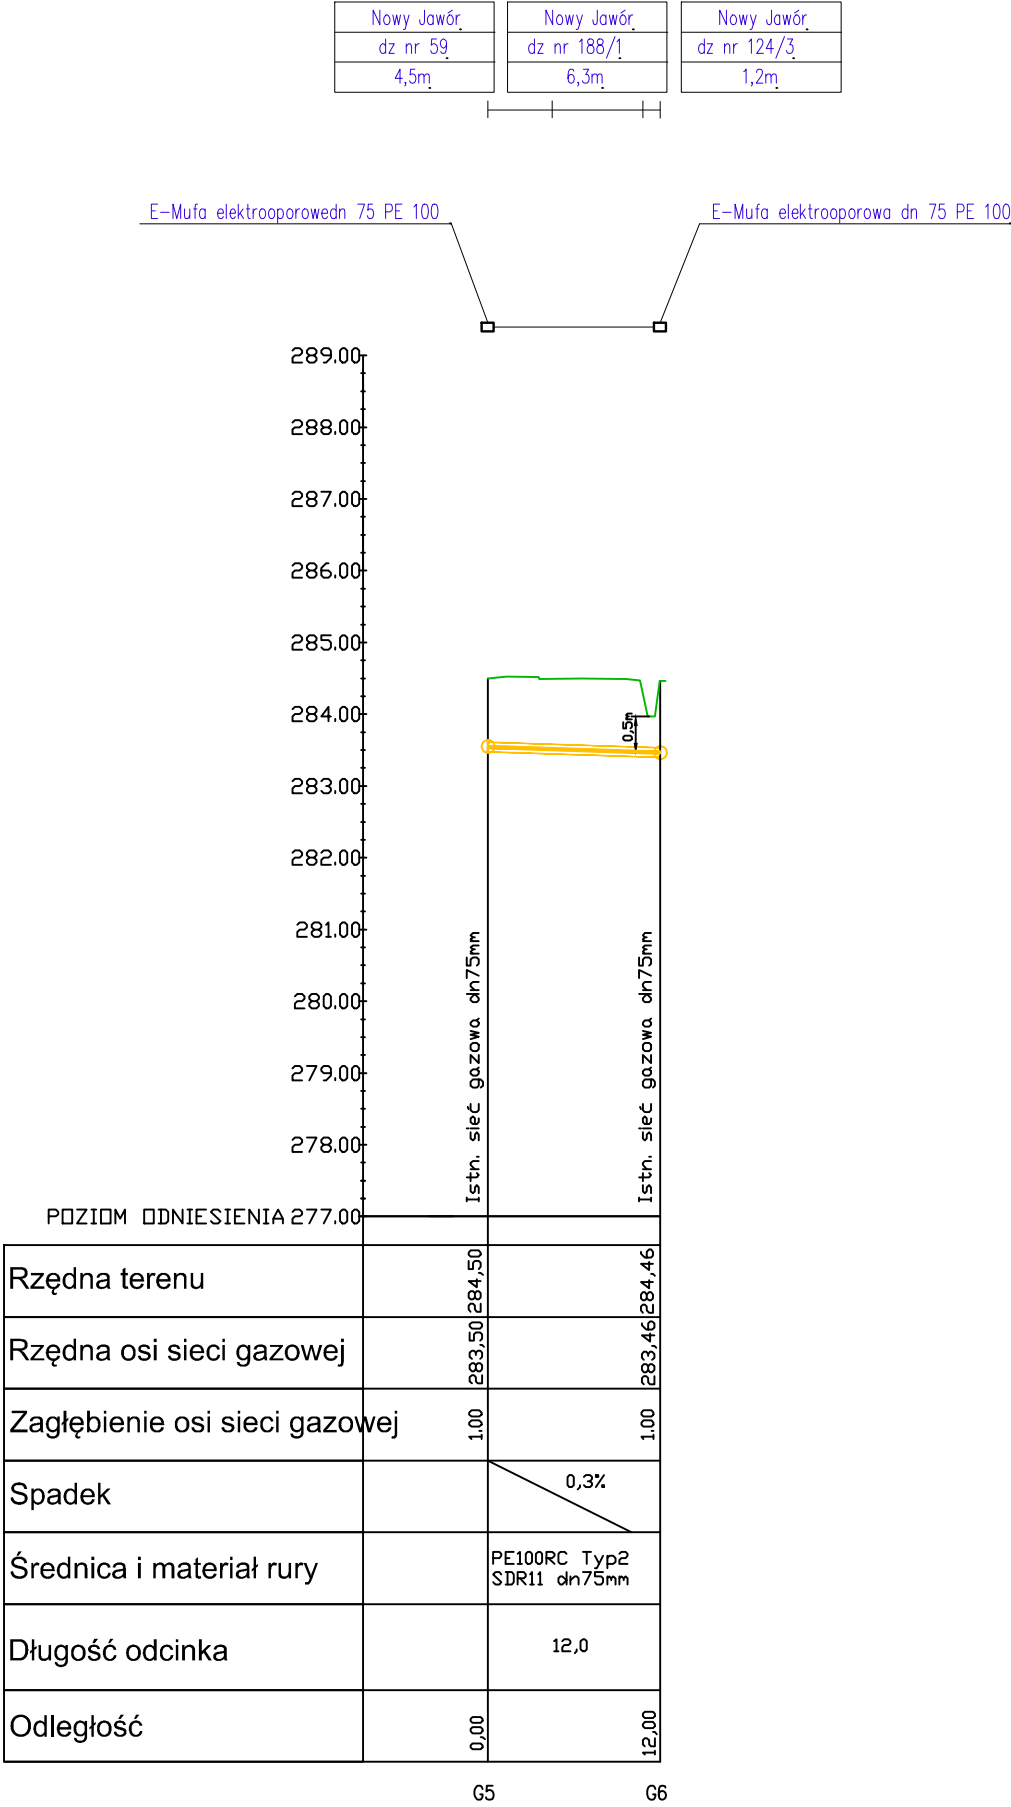 Nowy Jawór
dz nr 59
4,5m
Nowy Jawór
dz nr 188/1
6,3m
Nowy Jawór
dz nr 124/3
1,2m
E-Mufa elektrooporowedn 75 PE 100
E-Mufa elektrooporowa dn 75 PE 100
289.00
288.00
287.00
286.00
285.00
284.00
283.00
282.00
281.00
280.00
279.00
278.00
POZIOM ODNIESIENIA 277.00
0,5m
Istn. sieć gazowa dn75mm
Istn. sieć gazowa dn75mm
Rzędna terenu
284,50
284,46
Rzędna osi sieci gazowej
283,50
283,46
Zagłębienie osi sieci gazowej
1.00
1.00
Spadek
0,3%
Średnica i materiał rury
PE100RC Typ2
SDR11 dn75mm
Długość odcinka
12,0
Odległość
0,00
12,00
G5
G6